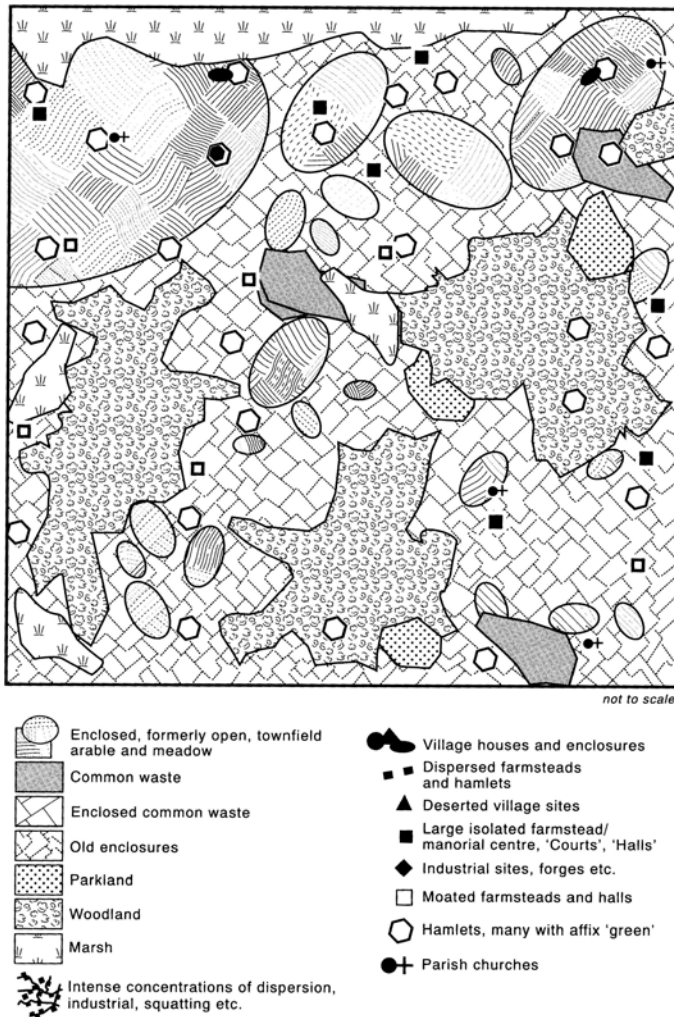 not to scale
Enclosed, formerly open, townfield
arable and meadow
Common waste
Enclosed common waste
Old enclosures
Parkland
Woodland
Marsh
Intense concentrations of dispersion,
industrial, squatting etc.
Village houses and enclosures
Dispersed farmsteads
and hamlets
Deserted village sites
Large isolated farmstead/
manorial centre, 'Courts', 'Halls'
Industrial sites, forges etc.
Moated farmsteads and halls
Hamlets, many with affix 'green'
Parish churches